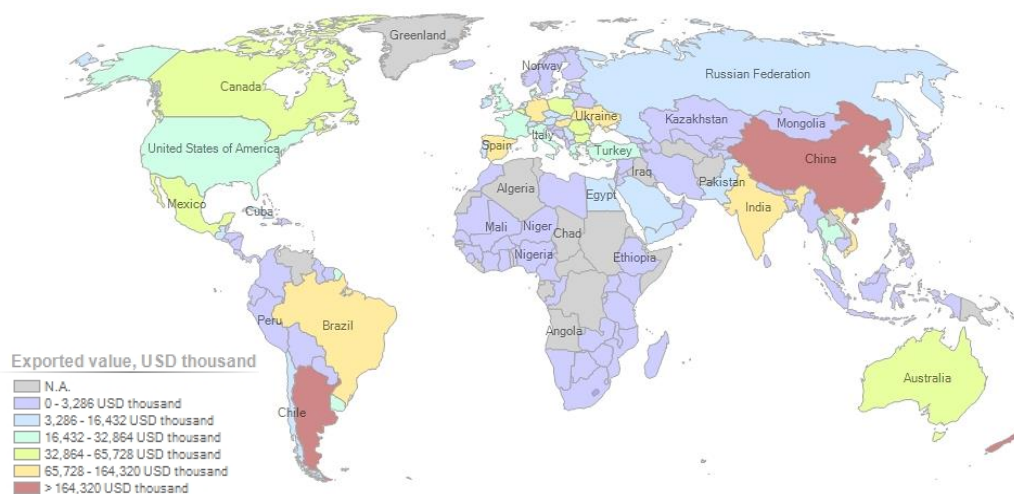 Greenland
Norway
Russian Federation
Canada
Ukraine
Kazakhstan
Mongolia
United States of America
Spain
Italy
Turkey
China
Iraq
Pakistan
Algeria
Egypt
Mexico
Cuba
India
Mali
Niger
Chad
Nigeria
Ethiopia
Peru
Brazil
Angola
Australia
Chile
Exported value, USD thousand
N.A.
0 - 3,286 USD thousand
3,286 - 16,432 USD thousand
16,432 - 32,864 USD thousand
32,864 - 65,728 USD thousand
65,728 - 164,320 USD thousand
> 164,320 USD thousand